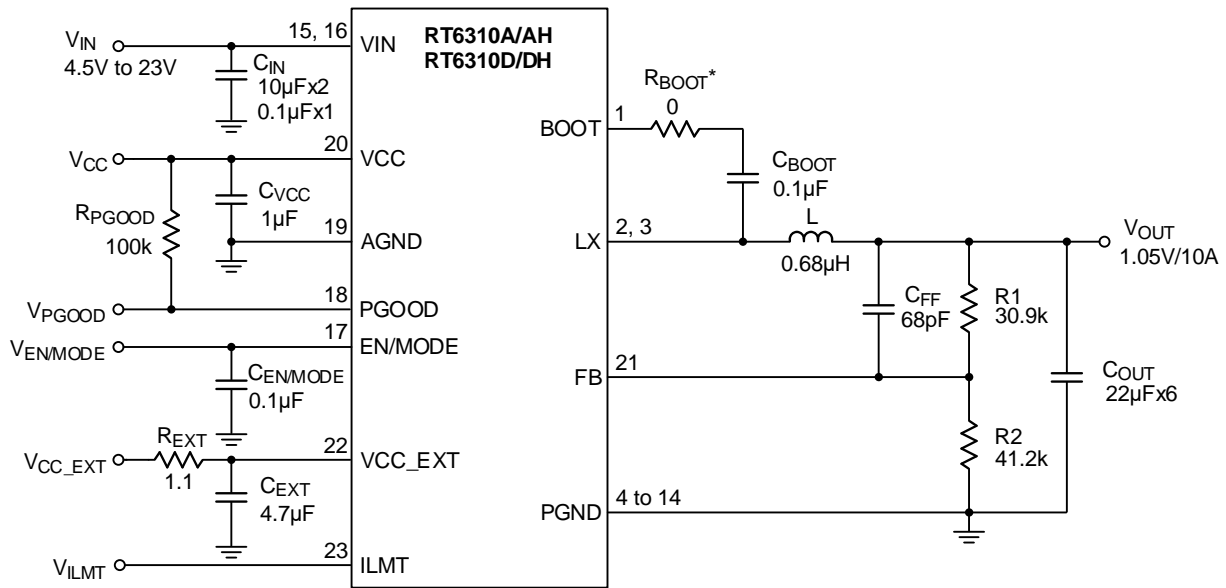 RT6310A/AH
RT6310D/DH
VIN
4.5V to 23V
15, 16
VIN
CIN
10µFx2
0.1µFx1
VCC
20
VCC
CVCC
1µF
RPGOOD
100k
19
AGND
VPGOOD
18
PGOOD
VEN/MODE
17
EN/MODE
CEN/MODE
0.1µF
VCC_EXT
REXT
1.1
22
VCC_EXT
CEXT
4.7µF
VILMT
23
ILMT
BOOT
1
RBOOT*
0
CBOOT
0.1µF
LX
2, 3
L
0.68µH
VOUT
1.05V/10A
CFF
68pF
R1
30.9k
FB
21
COUT
22µFx6
R2
41.2k
PGND
4 to 14